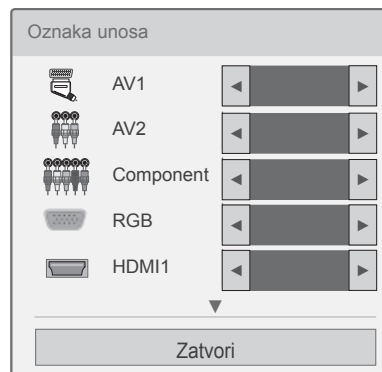 Oznaka unosa
AV1
AV2
Component
RGB
HDMI1
Zatvori